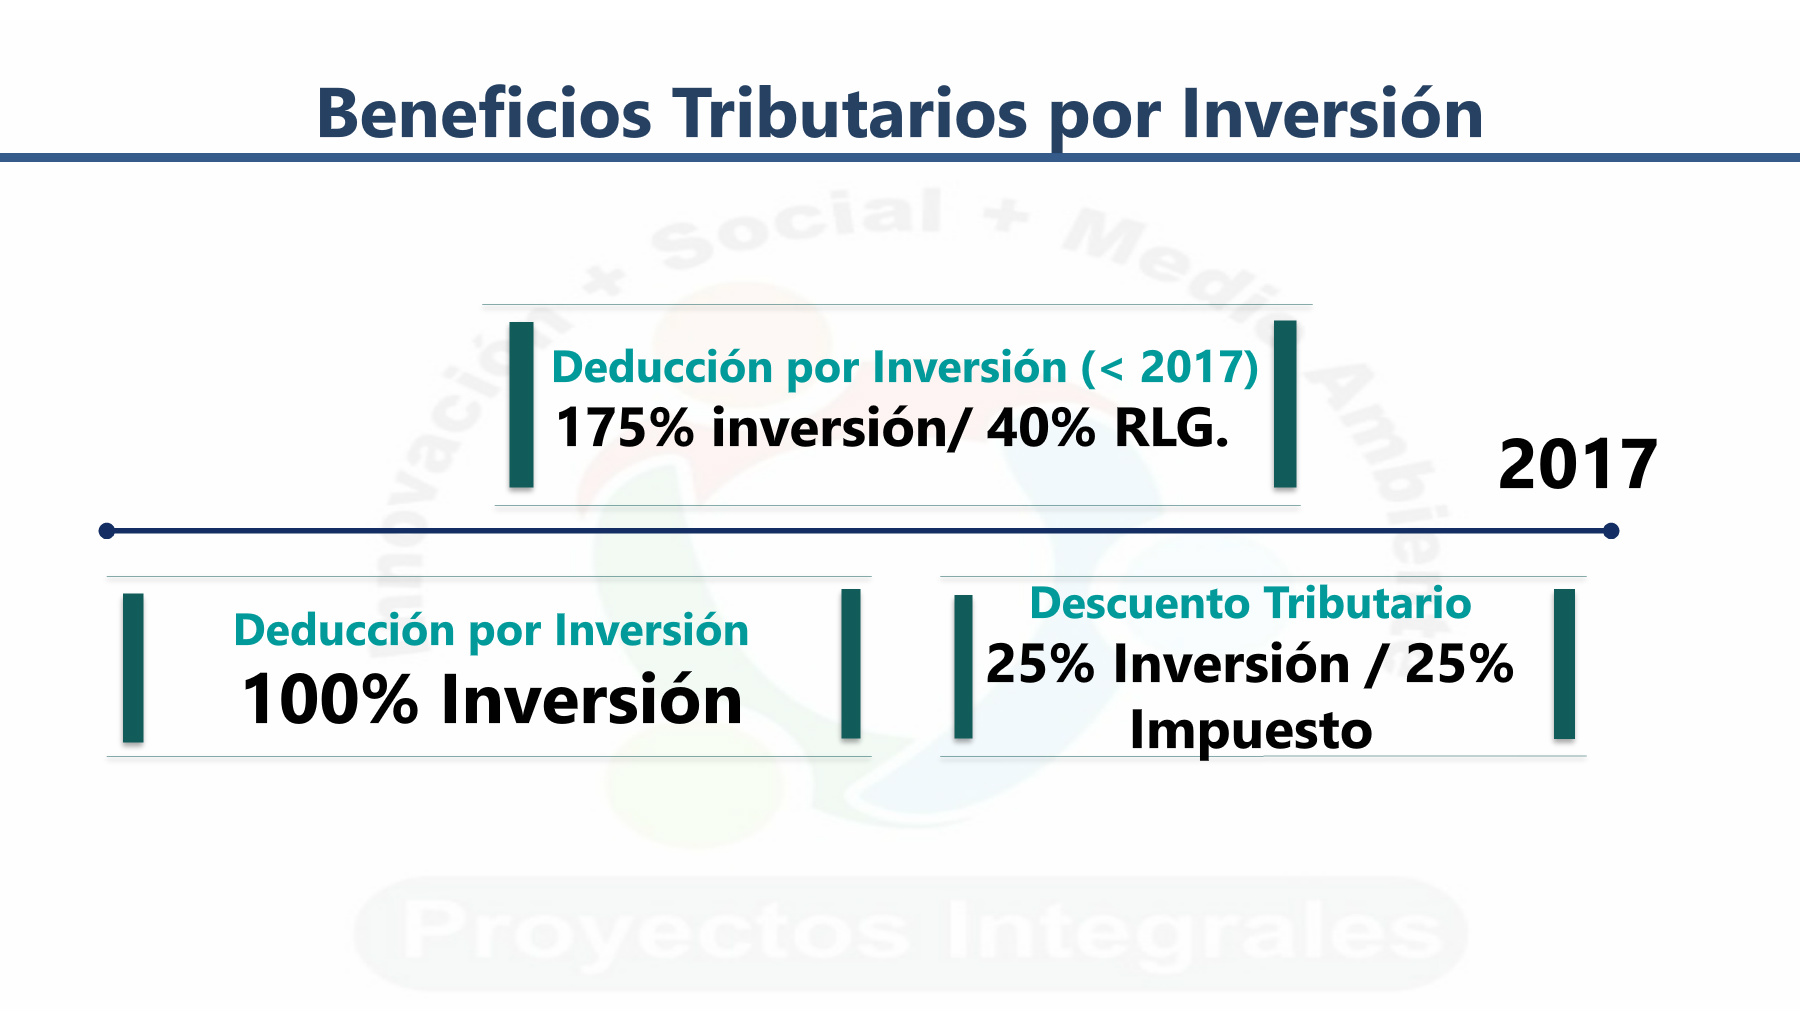 Beneficios Tributarios por Inversión
Innovación + Social + Medio Ambiente
Deducción por Inversión (< 2017)
175% inversión/ 40% RLG.
2017
Deducción por Inversión
100% Inversión
Descuento Tributario
25% Inversión / 25%
Impuesto
Proyectos Integrales